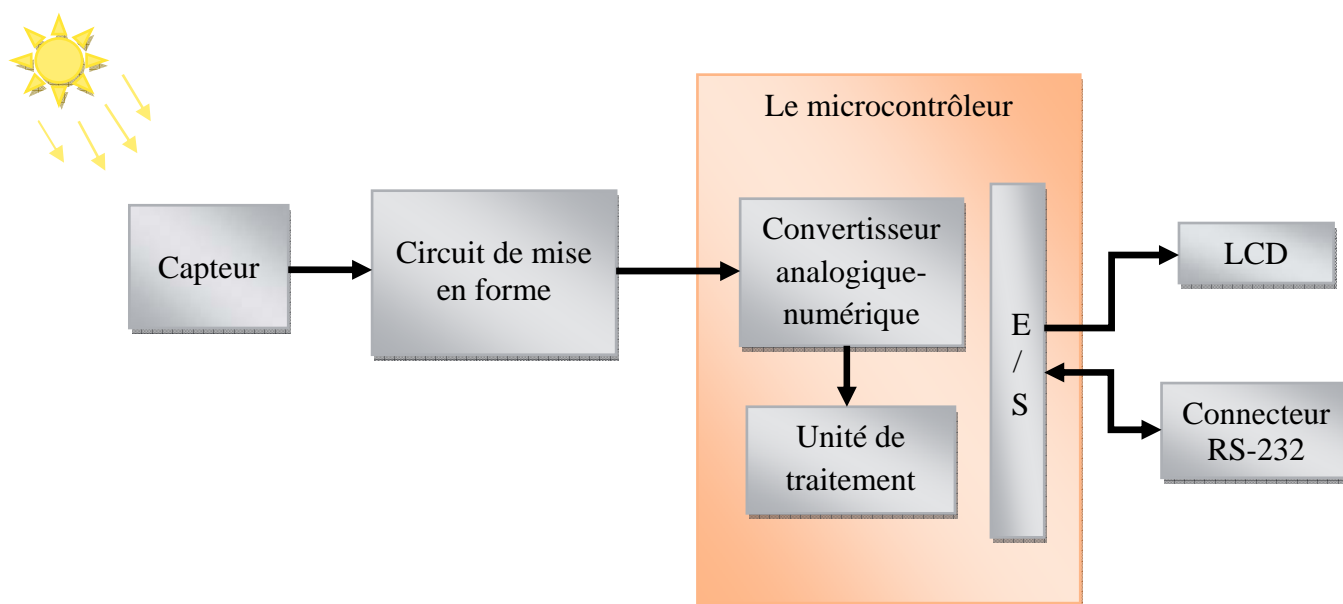 Le microcontrôleur
Capteur
Circuit de mise
en forme
Convertisseur
analogique-
numérique
Unité de
traitement
E
/
S
LCD
Connecteur
RS-232